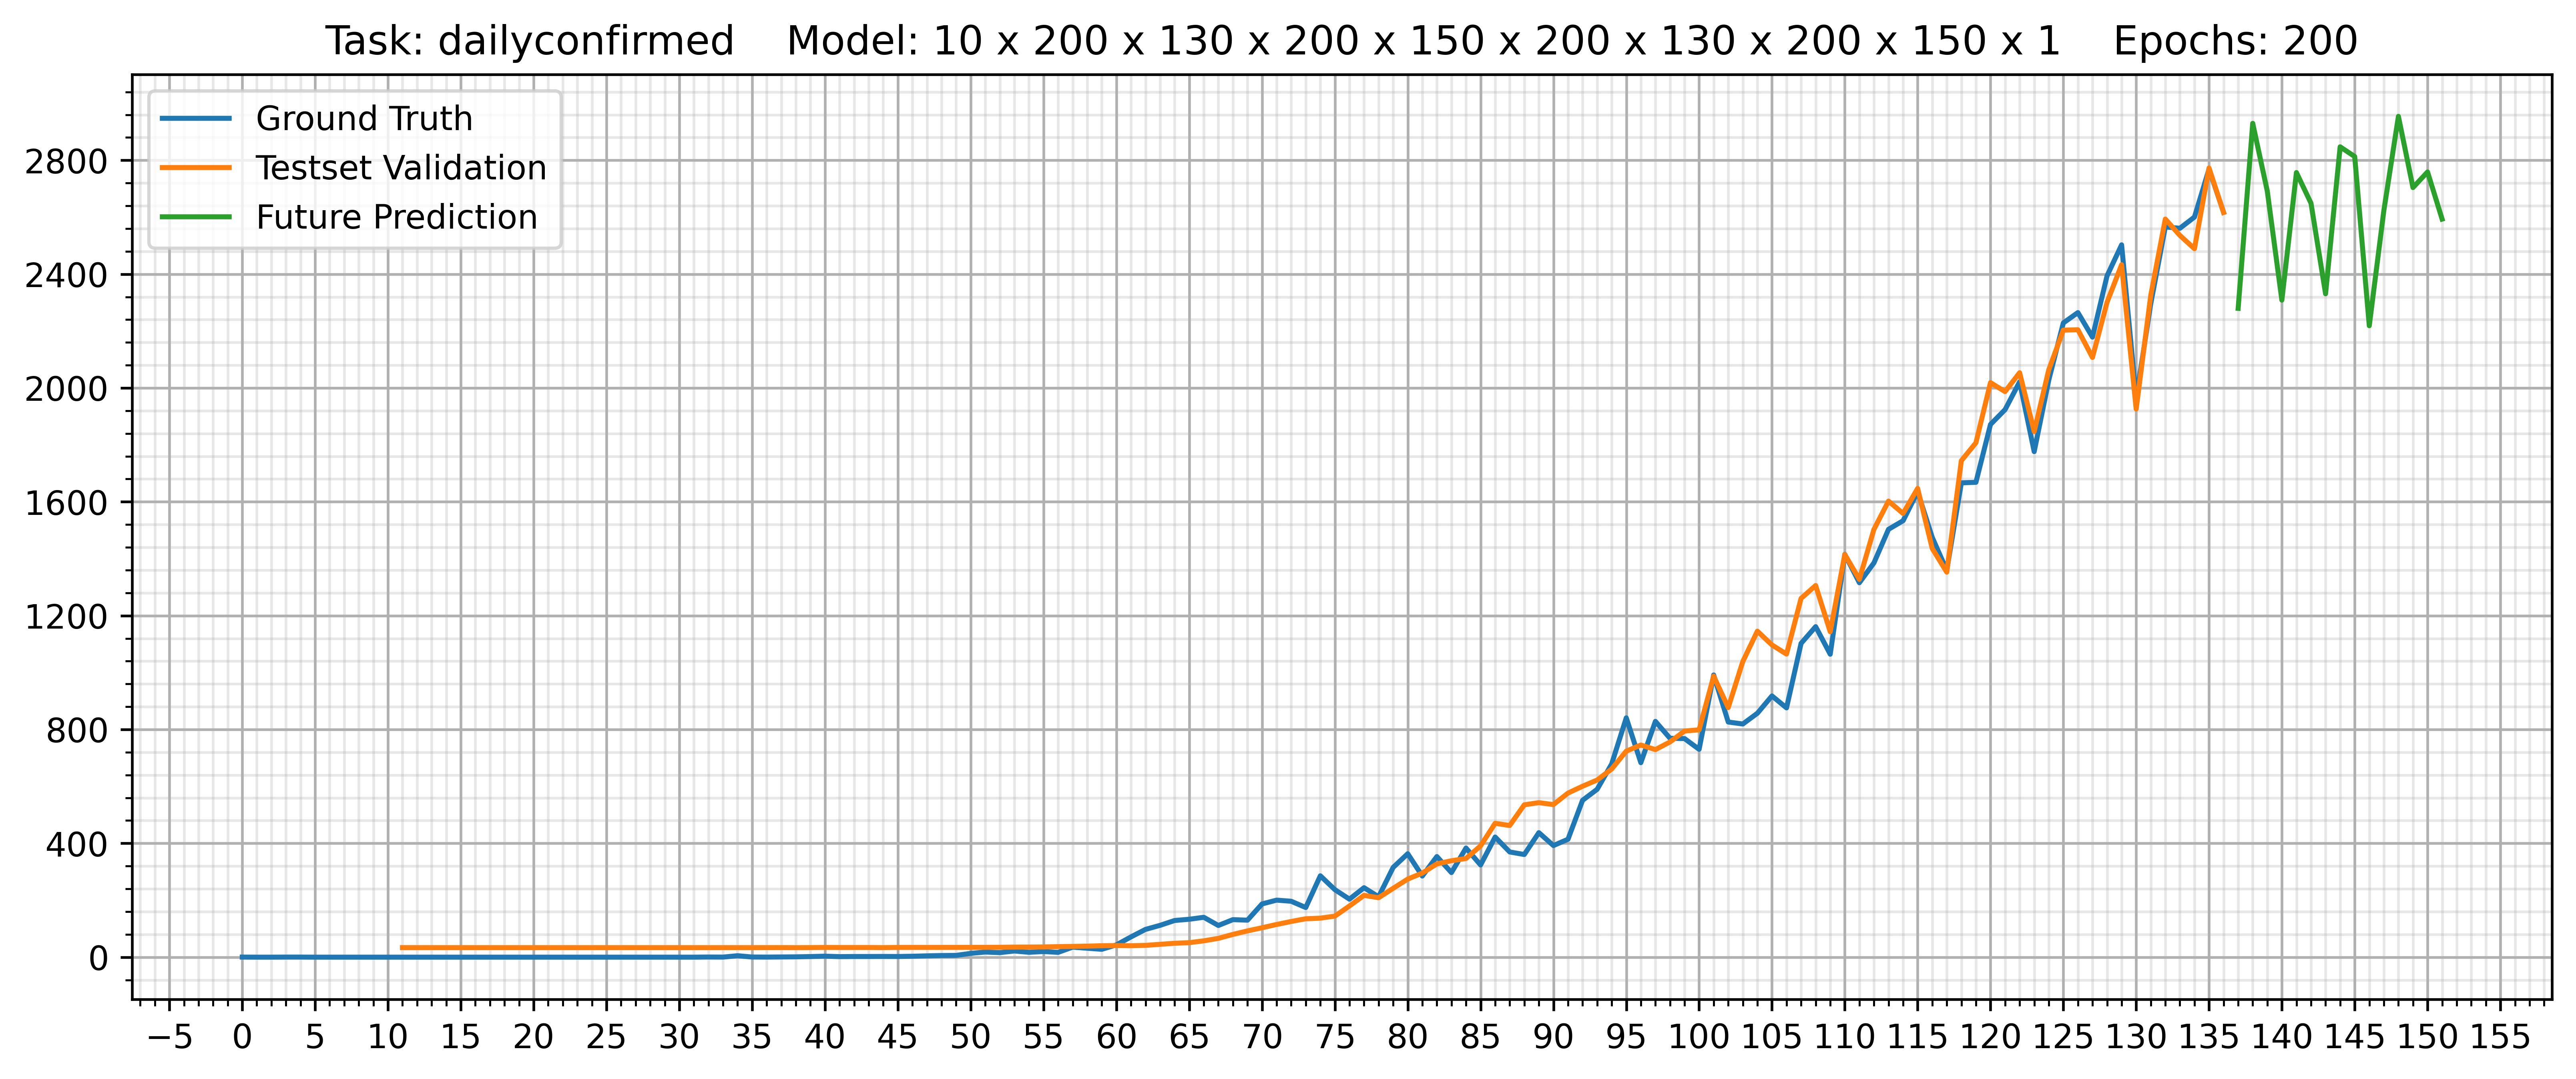 Task: dailyconfirmed    Model: 10 x 200 x 130 x 200 x 150 x 200 x 130 x 200 x 150 x 1    Epochs: 200
Ground Truth
Testset Validation
Future Prediction
2800
2400
2000
1600
1200
800
400
0
−5 0 5 10 15 20 25 30 35 40 45 50 55 60 65 70 75 80 85 90 95 100 105 110 115 120 125 130 135 140 145 150 155